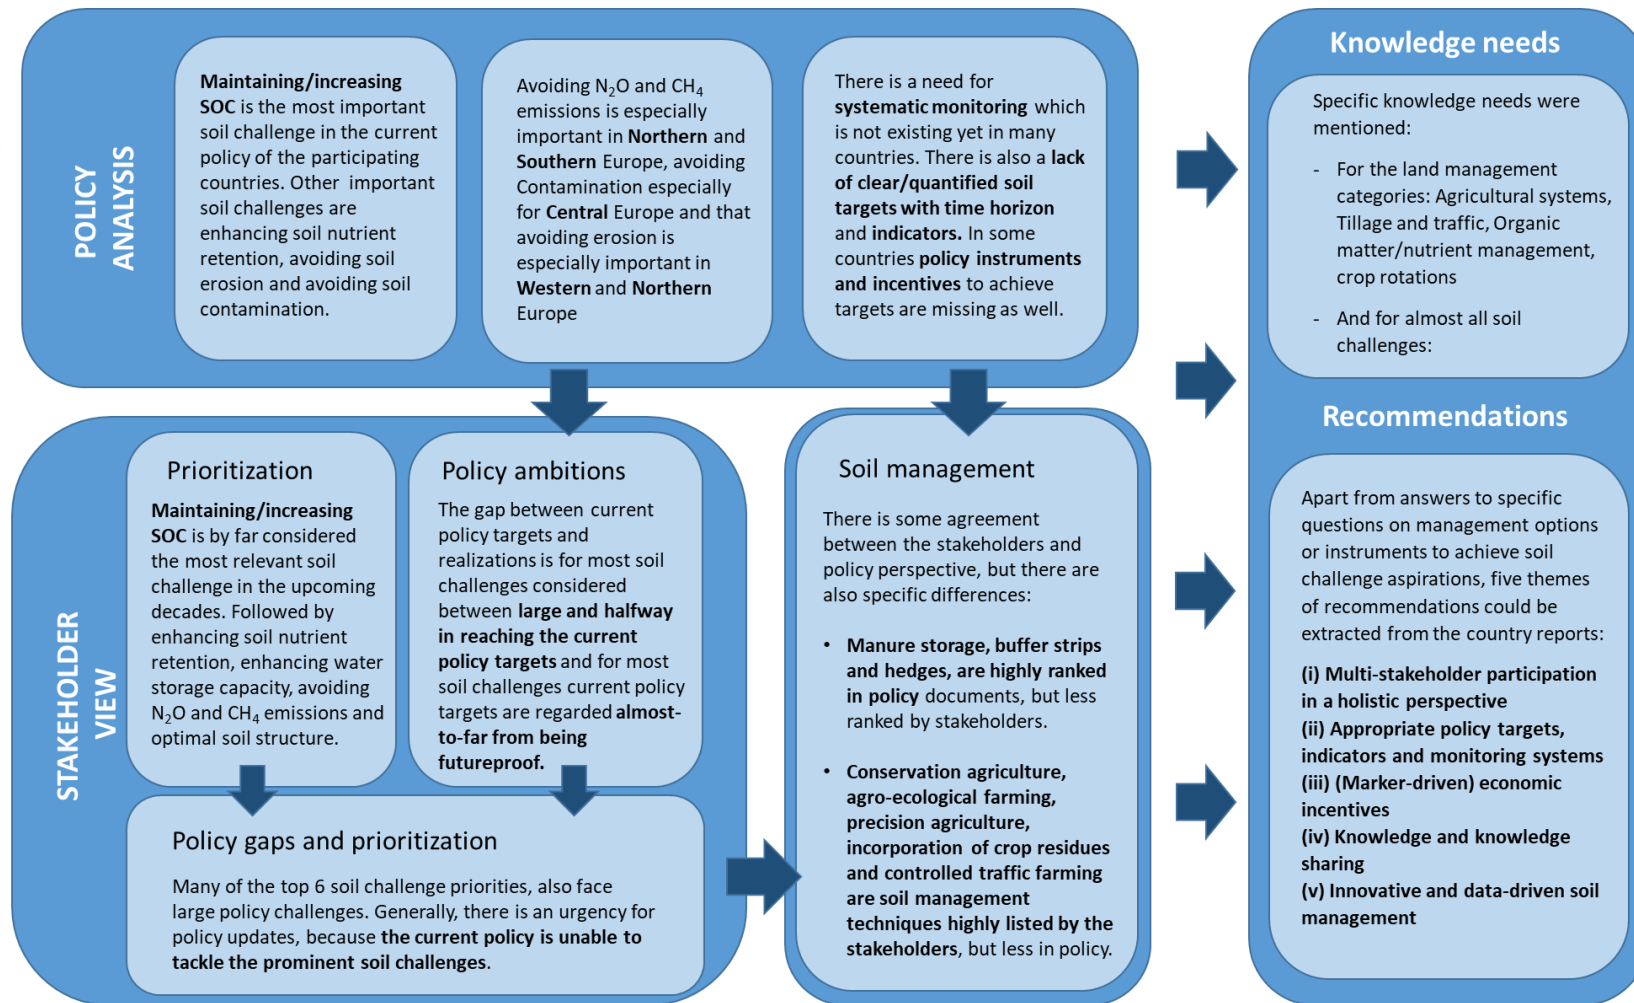 POLICY
ANALYSIS
Maintaining/increasing
SOC is the most important
soil challenge in the current
policy of the participating
countries. Other important
soil challenges are
enhancing soil nutrient
retention, avoiding soil
erosion and avoiding soil
contamination.
Avoiding N₂O and CH₄
emissions is especially
important in Northern and
Southern Europe, avoiding
Contamination especially
for Central Europe and that
avoiding erosion is
especially important in
Western and Northern
Europe
There is a need for
systematic monitoring which
is not existing yet in many
countries. There is also a lack
of clear/quantified soil
targets with time horizon
and indicators. In some
countries policy instruments
and incentives to achieve
targets are missing as well.
STAKEHOLDER
VIEW
Prioritization
Maintaining/increasing
SOC is by far considered
the most relevant soil
challenge in the upcoming
decades. Followed by
enhancing soil nutrient
retention, enhancing water
storage capacity, avoiding
N₂O and CH₄ emissions and
optimal soil structure.
Policy ambitions
The gap between current
policy targets and
realizations is for most soil
challenges considered
between large and halfway
in reaching the current
policy targets and for most
soil challenges current policy
targets are regarded almost-
to-far from being
futureproof.
Policy gaps and prioritization
Many of the top 6 soil challenge priorities, also face
large policy challenges. Generally, there is an urgency for
policy updates, because the current policy is unable to
tackle the prominent soil challenges.
Soil management
There is some agreement
between the stakeholders and
policy perspective, but there are
also specific differences:
• Manure storage, buffer strips
and hedges, are highly ranked
in policy documents, but less
ranked by stakeholders.
• Conservation agriculture,
agro-ecological farming,
precision agriculture,
incorporation of crop residues
and controlled traffic farming
are soil management
techniques highly listed by the
stakeholders, but less in policy.
Knowledge needs
Specific knowledge needs were
mentioned:
- For the land management
categories: Agricultural systems,
Tillage and traffic, Organic
matter/nutrient management,
crop rotations
- And for almost all soil
challenges:
Recommendations
Apart from answers to specific
questions on management options
or instruments to achieve soil
challenge aspirations, five themes
of recommendations could be
extracted from the country reports:
(i) Multi-stakeholder participation
in a holistic perspective
(ii) Appropriate policy targets,
indicators and monitoring systems
(iii) (Marker-driven) economic
incentives
(iv) Knowledge and knowledge
sharing
(v) Innovative and data-driven soil
management